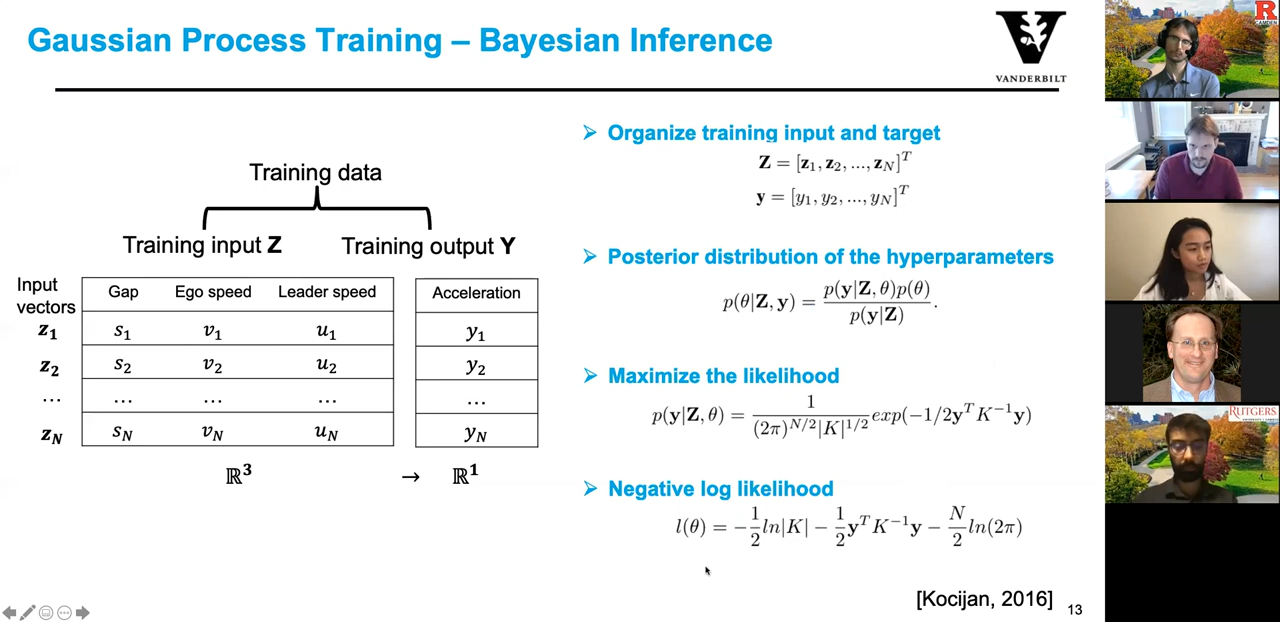 Gaussian Process Training – Bayesian Inference
VANDERBILT
Training data
Training input Z
Training output Y
Input vectors
Gap Ego speed Leader speed Acceleration
z₁ s₁ v₁ u₁ y₁
z₂ s₂ v₂ u₂ y₂
… … … … …
z_N s_N v_N u_N y_N
ℝ³ → ℝ¹
➢ Organize training input and target
Z = [z₁, z₂, ..., z_N]^T
y = [y₁, y₂, ..., y_N]^T
➢ Posterior distribution of the hyperparameters
p(θ|Z, y) = p(y|Z, θ)p(θ) / p(y|Z) .
➢ Maximize the likelihood
p(y|Z, θ) = 1 / ((2π)^{N/2}|K|^{1/2}) exp(−1/2y^T K^{−1}y)
➢ Negative log likelihood
l(θ) = −1/2 ln|K| − 1/2 y^T K^{−1}y − N/2 ln(2π)
[Kocijan, 2016]
13
R
CAMDEN
RUTGERS